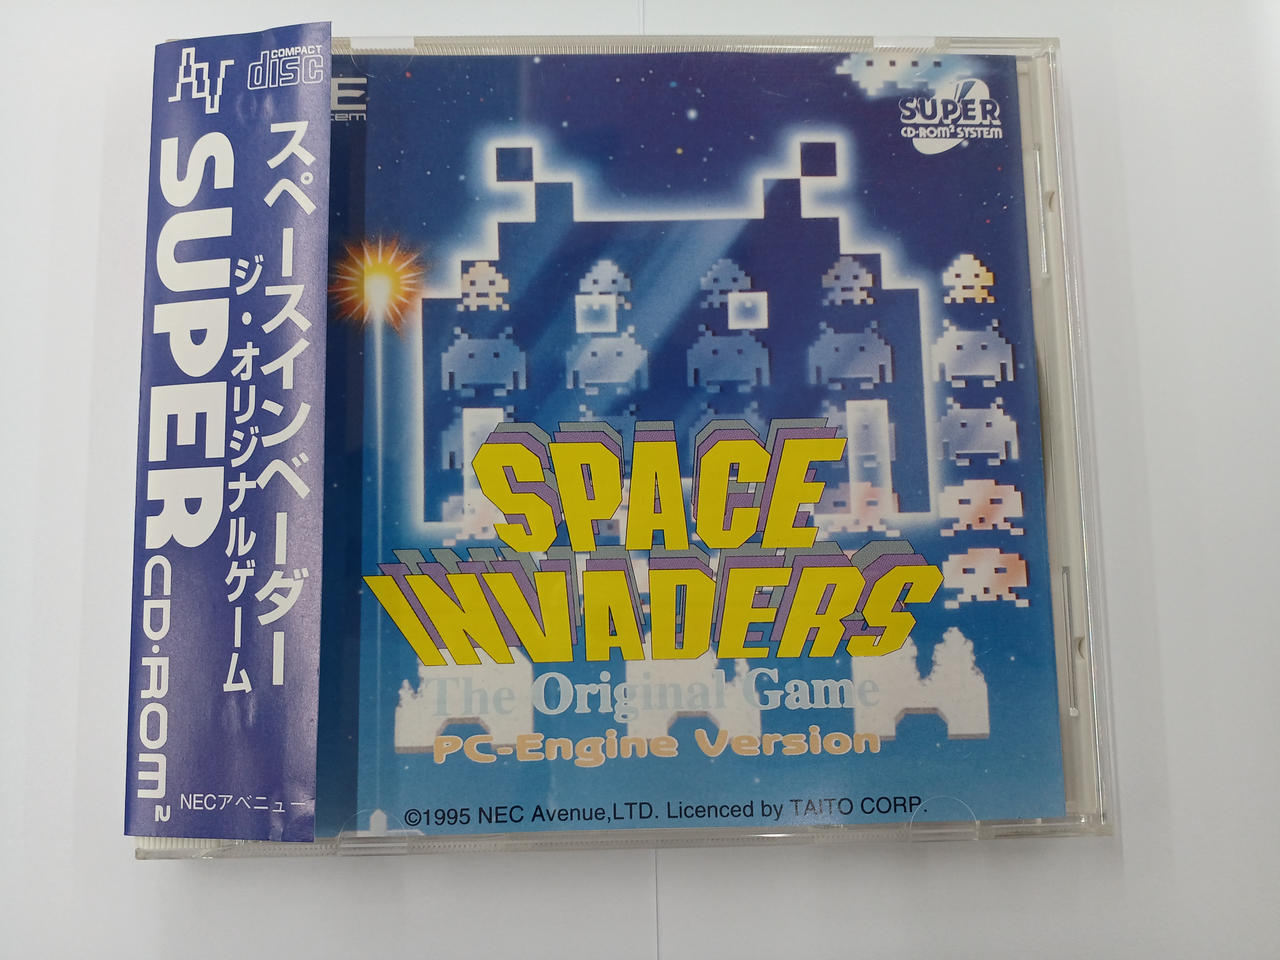 COMPACT
disc
スペースインベーダー
ジ・オリジナルゲーム
SUPER CD・ROM²
NECアベニュー
SUPER
CD-ROM² SYSTEM
SPACE
INVADERS
The Original Game
PC-Engine Version
©1995 NEC Avenue,LTD. Licenced by TAITO CORP.